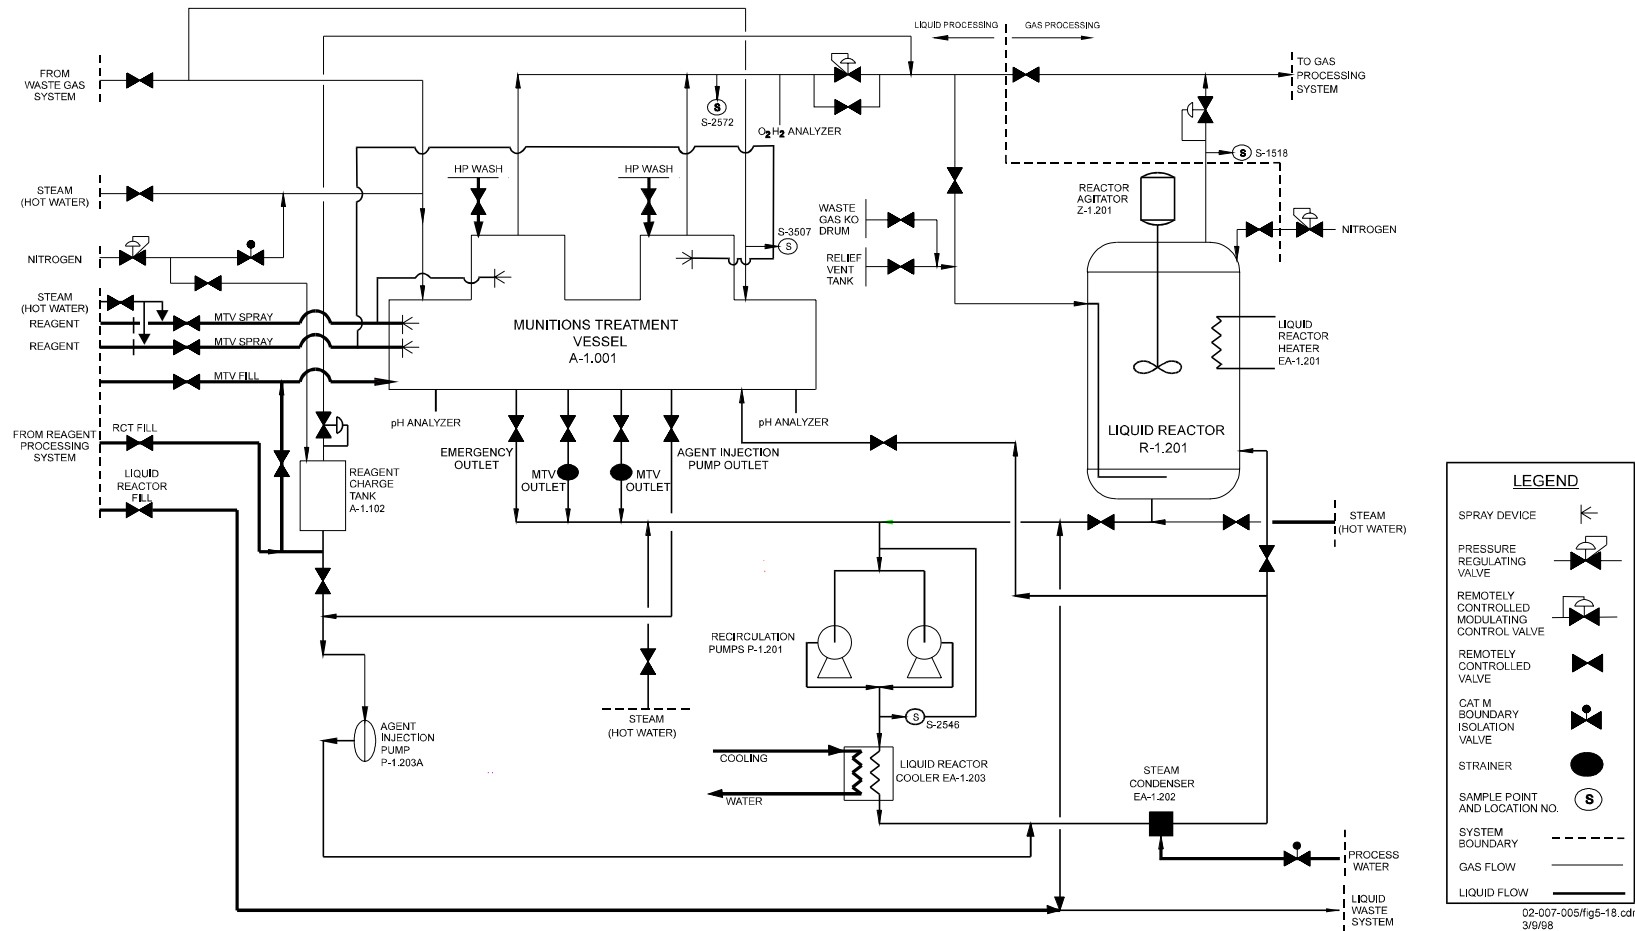 LIQUID PROCESSING
GAS PROCESSING
FROM
WASTE GAS
SYSTEM
TO GAS
PROCESSING
SYSTEM
S
S-2572
O2 H2 ANALYZER
S S-1518
HP WASH
HP WASH
STEAM
(HOT WATER)
REACTOR
AGITATOR
Z-1.201
WASTE
GAS KO
DRUM
S-3507
S
NITROGEN
NITROGEN
RELIEF
VENT
TANK
STEAM
(HOT WATER)
REAGENT
MTV SPRAY
REAGENT
MTV SPRAY
MUNITIONS TREATMENT
VESSEL
A-1.001
LIQUID
REACTOR
HEATER
EA-1.201
MTV FILL
pH ANALYZER
pH ANALYZER
FROM REAGENT
PROCESSING
SYSTEM
RCT FILL
LIQUID REACTOR
R-1.201
EMERGENCY
OUTLET
AGENT INJECTION
PUMP OUTLET
MTV
OUTLET
MTV
OUTLET
LIQUID
REACTOR
FILL
REAGENT
CHARGE
TANK
A-1.102
STEAM
(HOT WATER)
RECIRCULATION
PUMPS P-1.201
STEAM
(HOT WATER)
S
S-2546
AGENT
INJECTION
PUMP
P-1.203A
COOLING
WATER
LIQUID REACTOR
COOLER EA-1.203
STEAM
CONDENSER
EA-1.202
PROCESS
WATER
LIQUID
WASTE
SYSTEM
LEGEND
SPRAY DEVICE
PRESSURE
REGULATING
VALVE
REMOTELY
CONTROLLED
MODULATING
CONTROL VALVE
REMOTELY
CONTROLLED
VALVE
CAT M
BOUNDARY
ISOLATION
VALVE
STRAINER
SAMPLE POINT
AND LOCATION NO.
S
SYSTEM
BOUNDARY
GAS FLOW
LIQUID FLOW
02-007-005/fig5-18.cdr
3/9/98